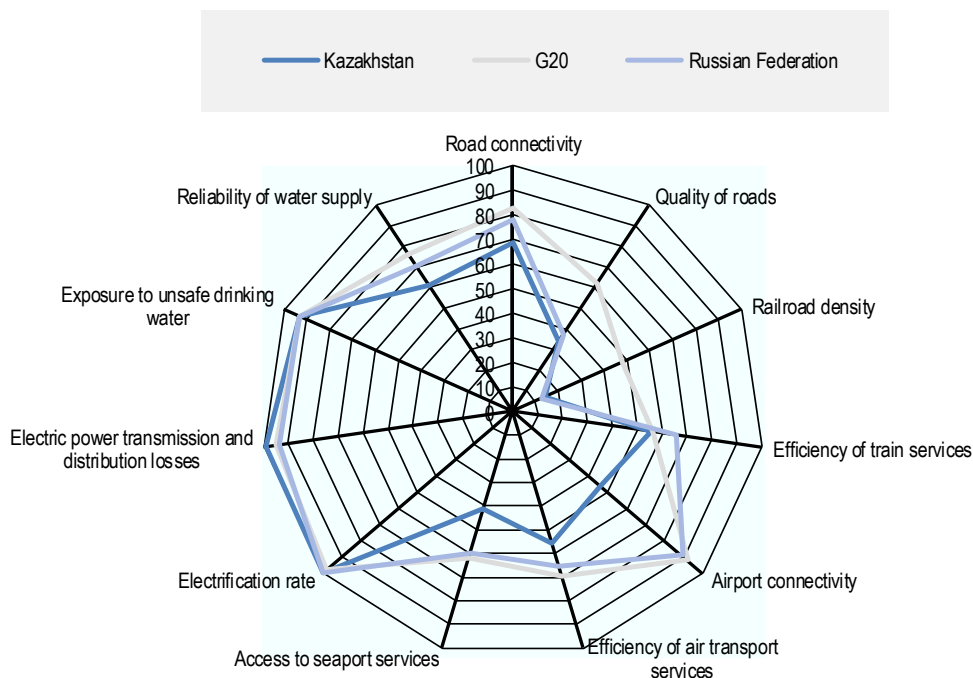 Kazakhstan
G20
Russian Federation
Road connectivity
100
90
80
70
60
50
40
30
20
10
0
Quality of roads
Railroad density
Efficiency of train services
Airport connectivity
Efficiency of air transport
services
Access to seaport services
Electrification rate
Electric power transmission and
distribution losses
Exposure to unsafe drinking
water
Reliability of water supply